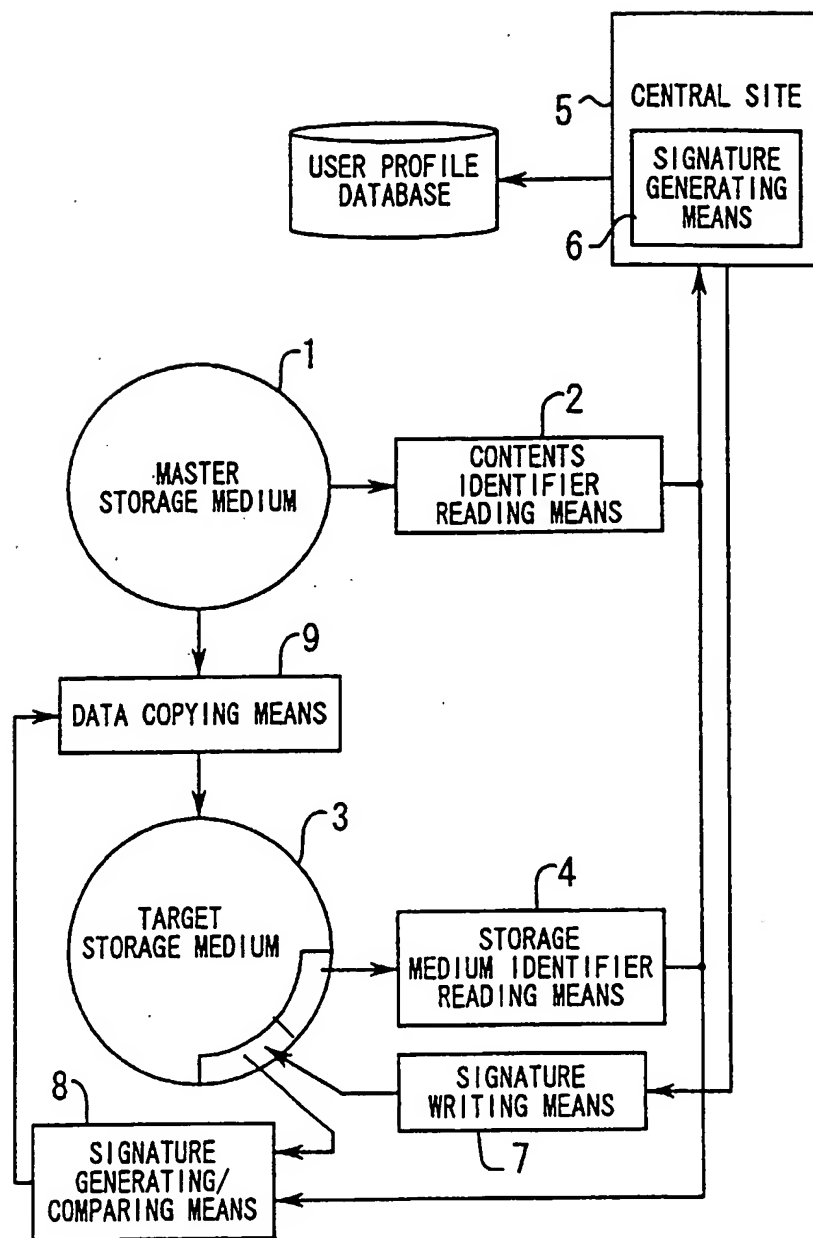 5
CENTRAL SITE
SIGNATURE
GENERATING
MEANS
6
USER PROFILE
DATABASE
1
MASTER
STORAGE MEDIUM
2
CONTENTS
IDENTIFIER
READING MEANS
9
DATA COPYING MEANS
3
TARGET
STORAGE MEDIUM
4
STORAGE
MEDIUM IDENTIFIER
READING MEANS
SIGNATURE
WRITING MEANS
7
8
SIGNATURE
GENERATING/
COMPARING MEANS